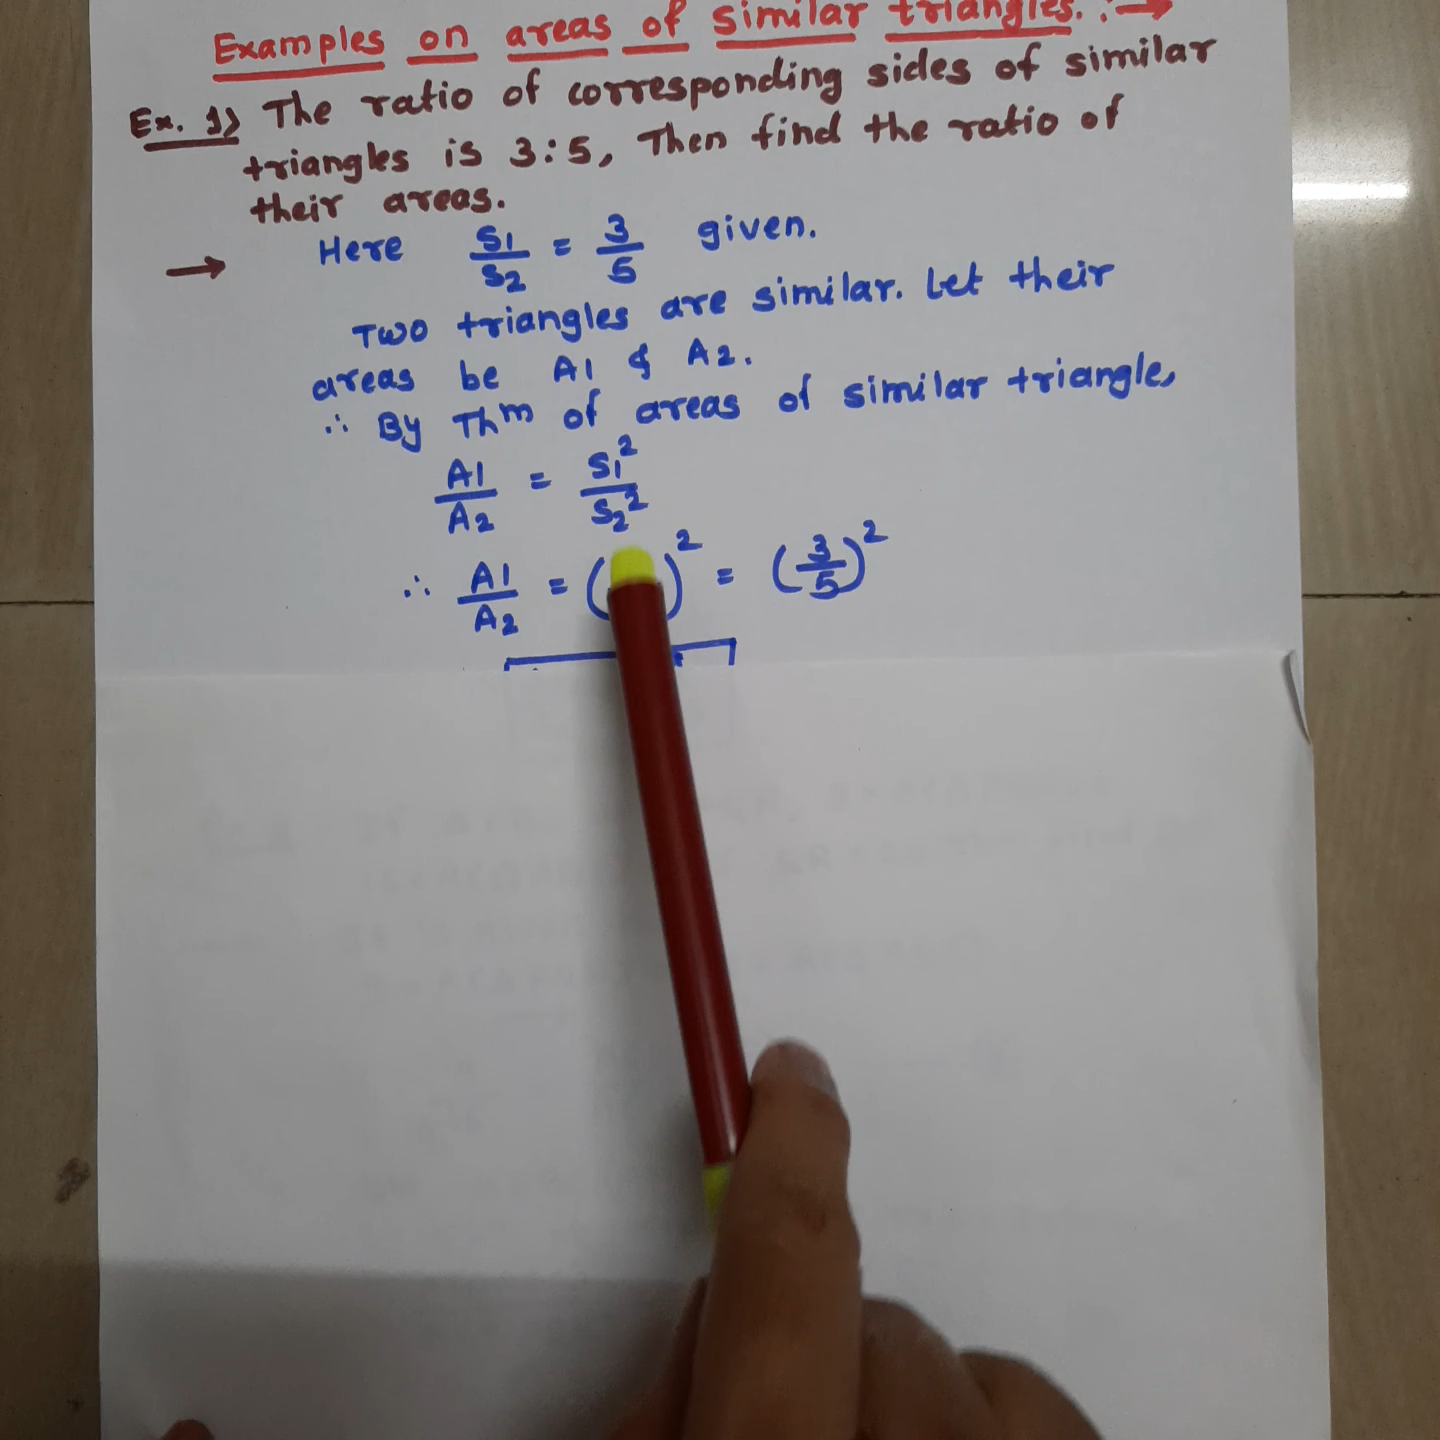 Examples on areas of similar triangles. :→
Ex. 1) The ratio of corresponding sides of similar
triangles is 3:5, Then find the ratio of
their areas.
→ Here S1/S2 = 3/5 given.
Two triangles are similar. Let their
areas be A1 & A2.
∴ By Thm of areas of similar triangle,
A1/A2 = S1²/S2²
∴ A1/A2 = ( )² = (3/5)²